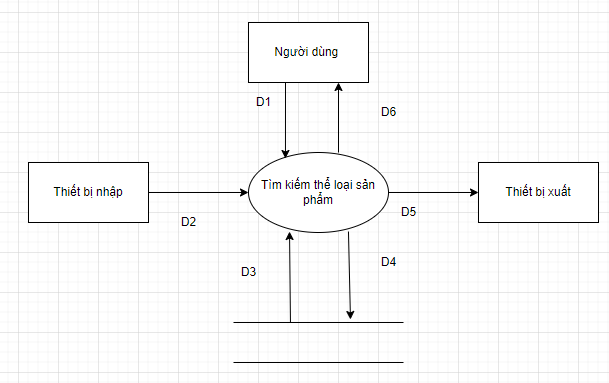 Người dùng
D1
D6
Thiết bị nhập
Tìm kiếm thể loại sản
phẩm
Thiết bị xuất
D2
D5
D3
D4